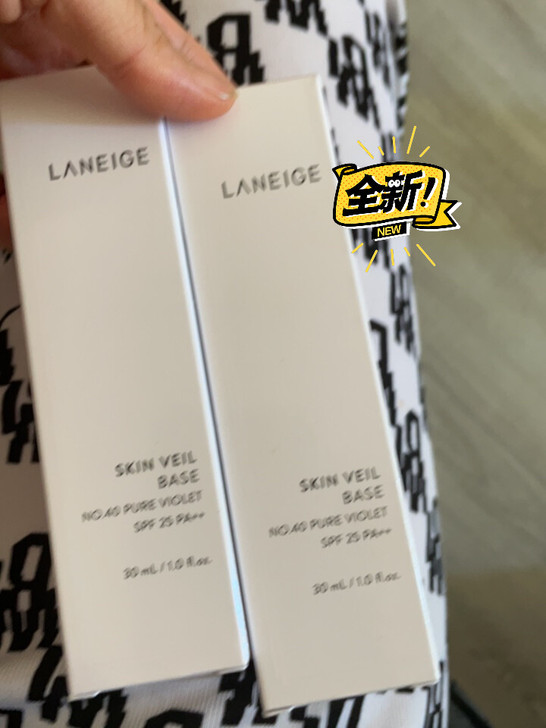 LANEIGE
SKIN VEIL
BASE
NO.40 PURE VIOLET
SPF 25 PA++
30 mL / 1.0 fl.oz.
LANEIGE
SKIN VEIL
BASE
NO.40 PURE VIOLET
SPF 25 PA++
30 mL / 1.0 fl.oz.
全新!
NEW